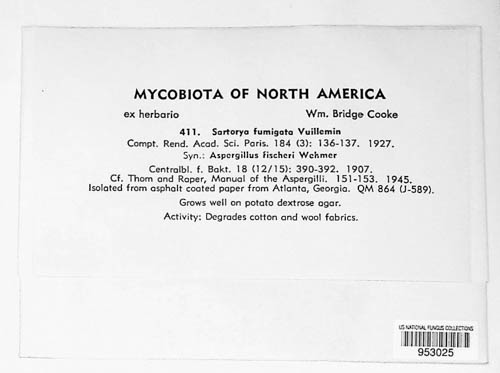 MYCOBIOTA OF NORTH AMERICA
ex herbario Wm. Bridge Cooke
411. Sartorya fumigata Vuillemin
Compt. Rend. Acad. Sci. Paris. 184 (3): 136-137. 1927.
Syn.: Aspergillus fischeri Wehmer
Centralbl. f. Bakt. 18 (12/15): 390-392. 1907.
Cf. Thom and Raper, Manual of the Aspergilli. 151-153. 1945.
Isolated from asphalt coated paper from Atlanta, Georgia. QM 864 (J-589).
Grows well on potato dextrose agar.
Activity: Degrades cotton and wool fabrics.
US NATIONAL FUNGUS COLLECTIONS
953025